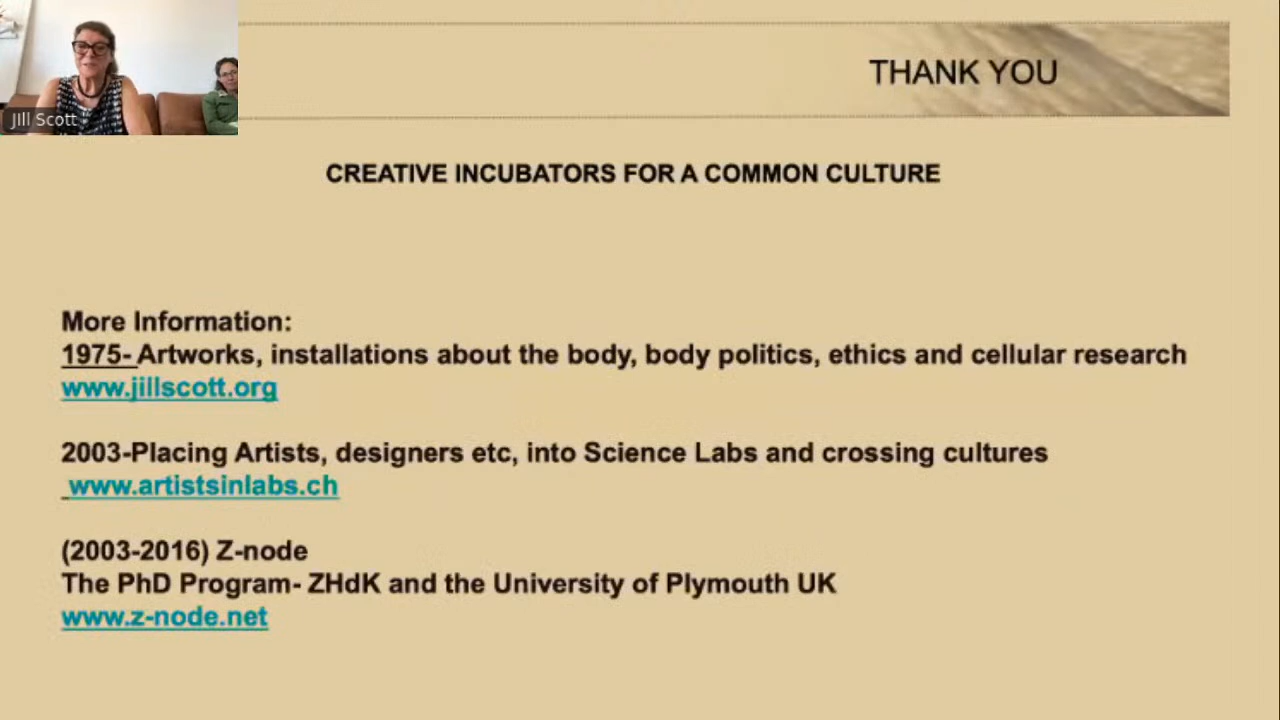 THANK YOU
JIll Scott
CREATIVE INCUBATORS FOR A COMMON CULTURE
More Information:
1975- Artworks, installations about the body, body politics, ethics and cellular research
www.jillscott.org
2003-Placing Artists, designers etc, into Science Labs and crossing cultures
www.artistsinlabs.ch
(2003-2016) Z-node
The PhD Program- ZHdK and the University of Plymouth UK
www.z-node.net